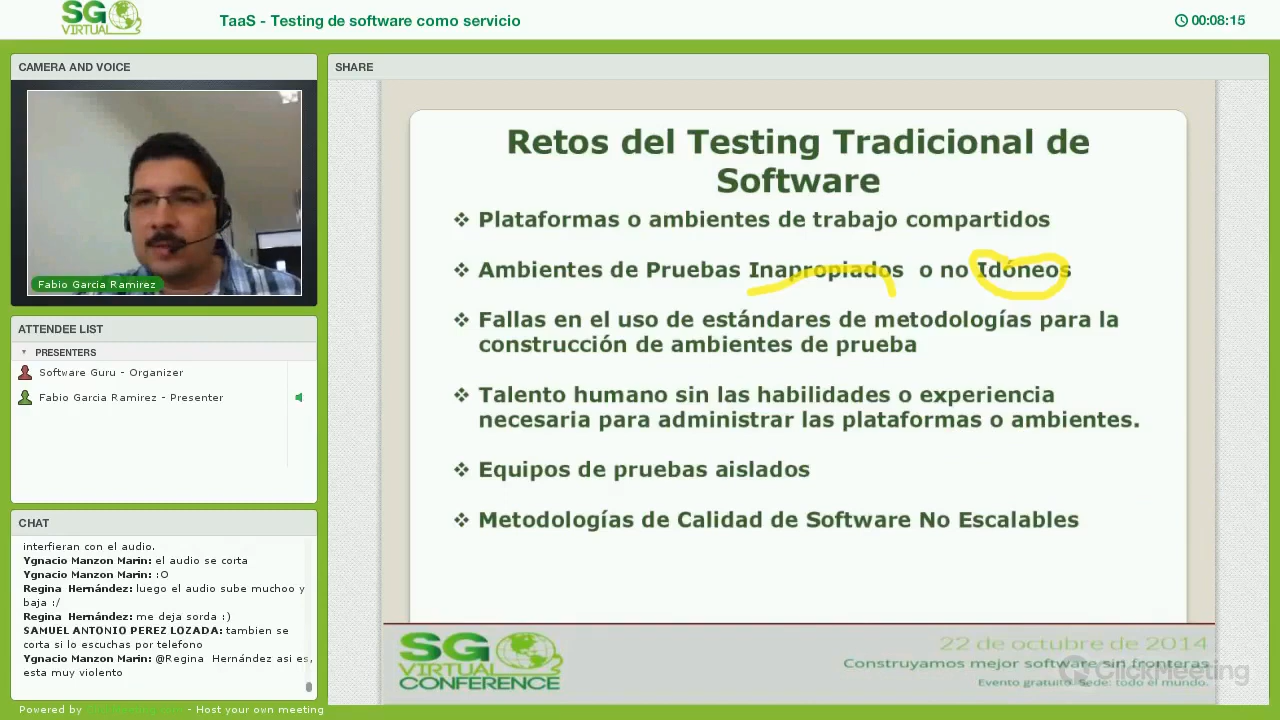 SG
VIRTUAL
TaaS - Testing de software como servicio
00:08:15
CAMERA AND VOICE
Fabio Garcia Ramirez
ATTENDEE LIST
PRESENTERS
Software Guru - Organizer
Fabio Garcia Ramirez - Presenter
CHAT
interfieran con el audio.
Ygnacio Manzon Marin: el audio se corta
Ygnacio Manzon Marin: :O
Regina Hernández: luego el audio sube muchoo y
baja :/
Regina Hernández: me deja sorda :)
SAMUEL ANTONIO PEREZ LOZADA: tambien se
corta si lo escuchas por telefono
Ygnacio Manzon Marin: @Regina Hernández asi es,
esta muy violento
Powered by - Host your own meeting
SHARE
Retos del Testing Tradicional de
Software
❖ Plataformas o ambientes de trabajo compartidos
❖ Ambientes de Pruebas Inapropiados o no Idóneos
❖ Fallas en el uso de estándares de metodologías para la
construcción de ambientes de prueba
❖ Talento humano sin las habilidades o experiencia
necesaria para administrar las plataformas o ambientes.
❖ Equipos de pruebas aislados
❖ Metodologías de Calidad de Software No Escalables
SG
VIRTUAL
CONFERENCE
22 de octubre de 2014
Construyamos mejor software sin fronteras
Evento gratuito. Sede: todo el mundo.
ClickMeeting